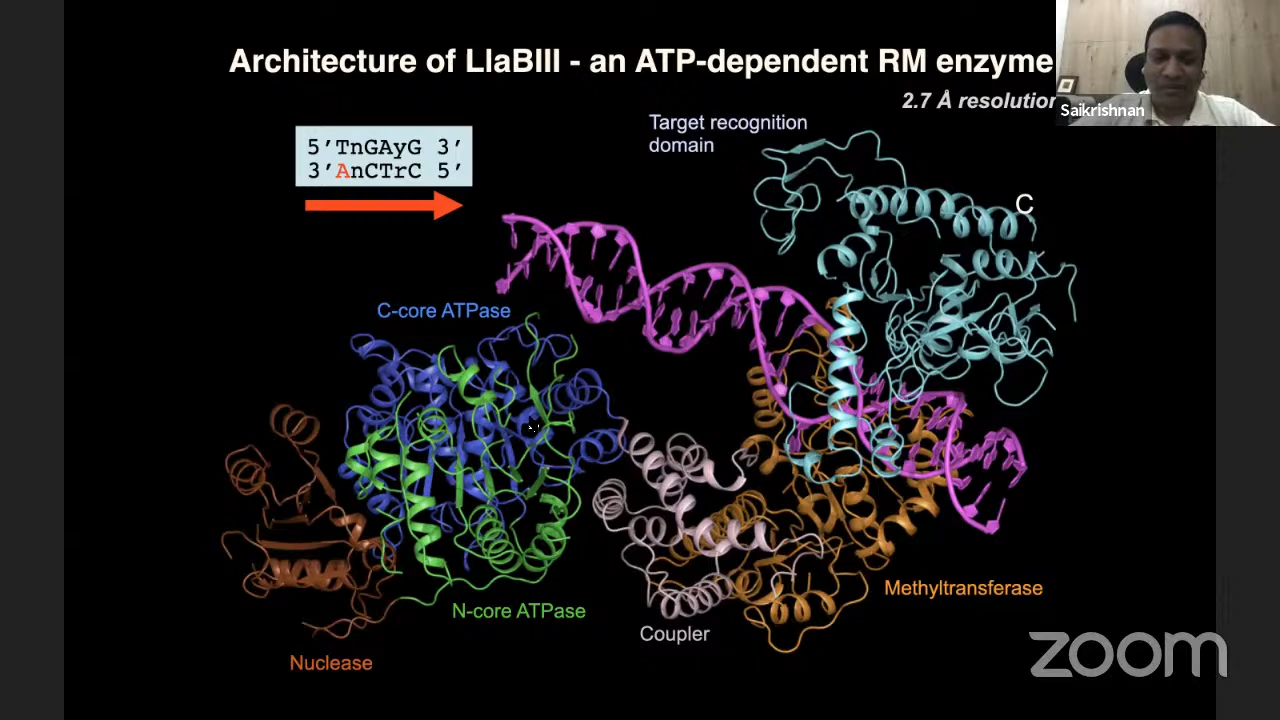 Architecture of LlaBIII - an ATP-dependent RM enzyme
2.7 Å resolution
Saikrishnan
Target recognition
domain
5’TnGAyG 3’
3’AnCTrC 5’
C
C-core ATPase
N-core ATPase
Methyltransferase
Coupler
Nuclease
zoom